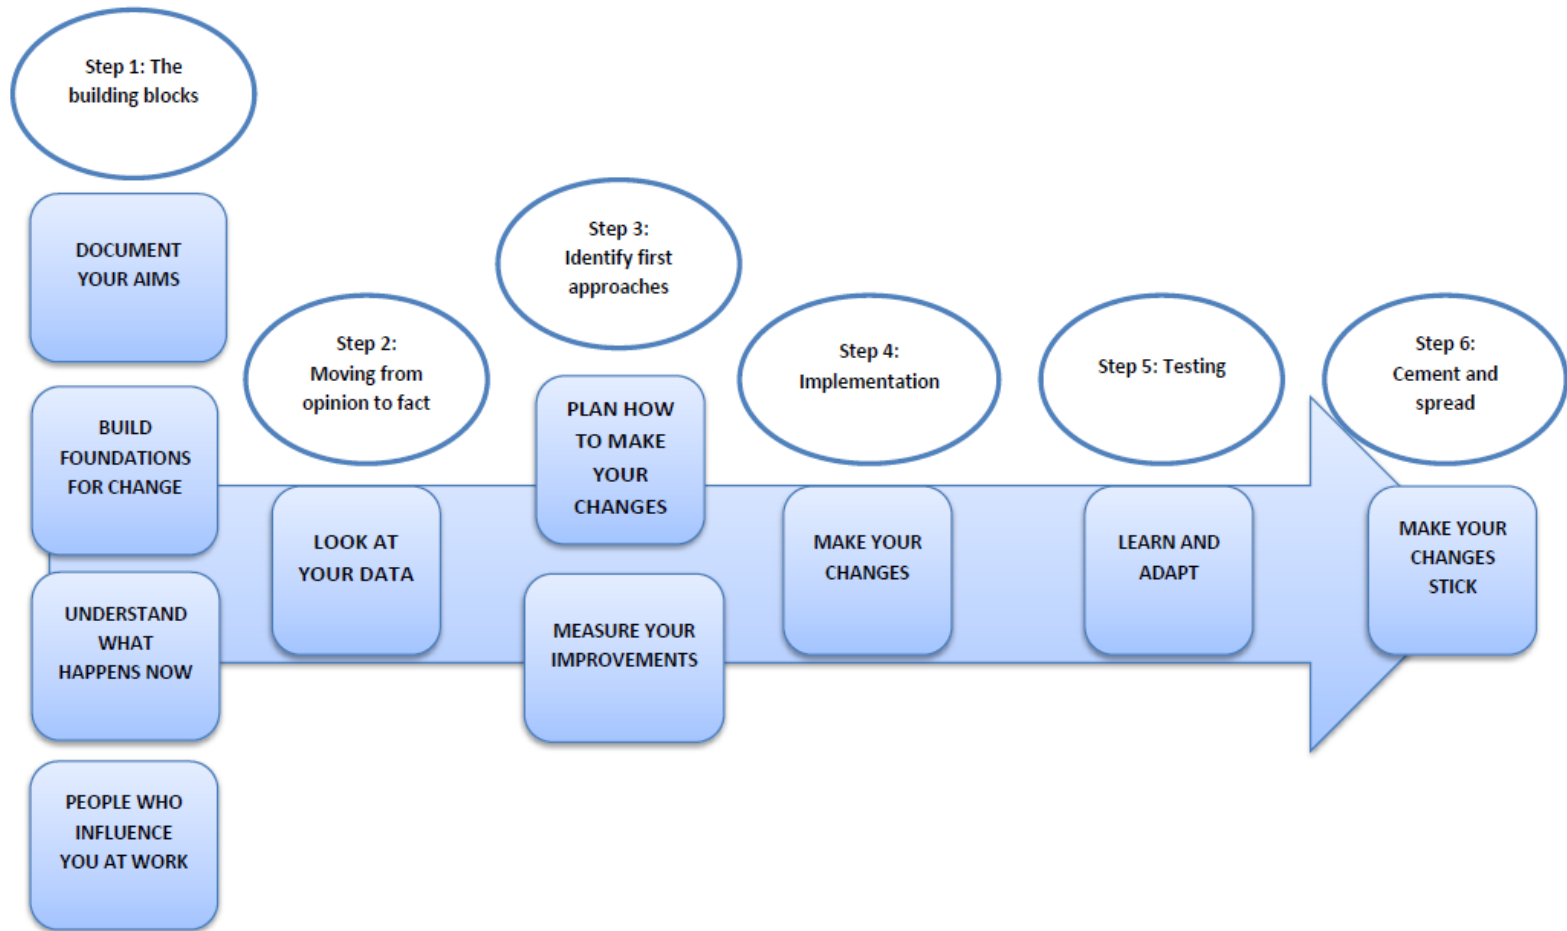 Step 1: The
building blocks
DOCUMENT
YOUR AIMS
BUILD
FOUNDATIONS
FOR CHANGE
UNDERSTAND
WHAT
HAPPENS NOW
PEOPLE WHO
INFLUENCE
YOU AT WORK
Step 2:
Moving from
opinion to fact
LOOK AT
YOUR DATA
Step 3:
Identify first
approaches
PLAN HOW
TO MAKE
YOUR
CHANGES
MEASURE YOUR
IMPROVEMENTS
Step 4:
Implementation
MAKE YOUR
CHANGES
Step 5: Testing
LEARN AND
ADAPT
Step 6:
Cement and
spread
MAKE YOUR
CHANGES
STICK